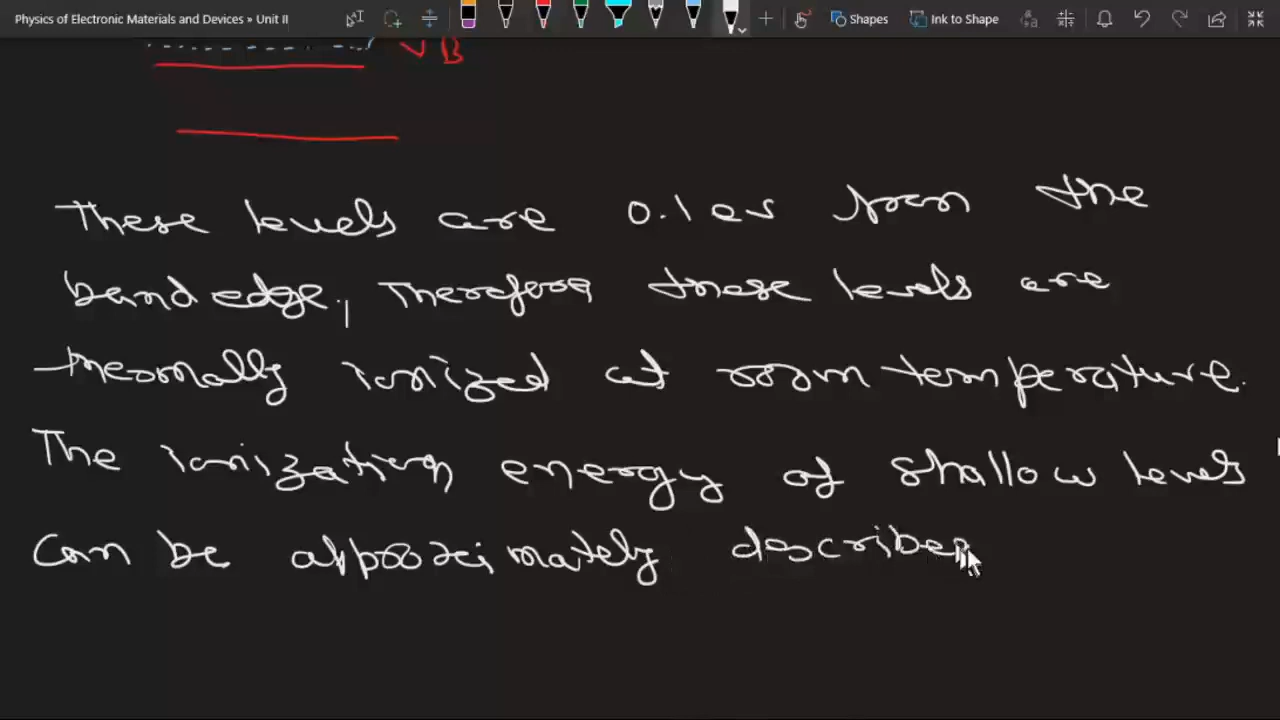 Physics of Electronic Materials and Devices » Unit II
Shapes
Ink to Shape
VB
These levels are 0.1 ev from the
band edge, Therefore these levels are
thermally ionized at room temperature.
The ionization energy of shallow levels
can be approximately describe